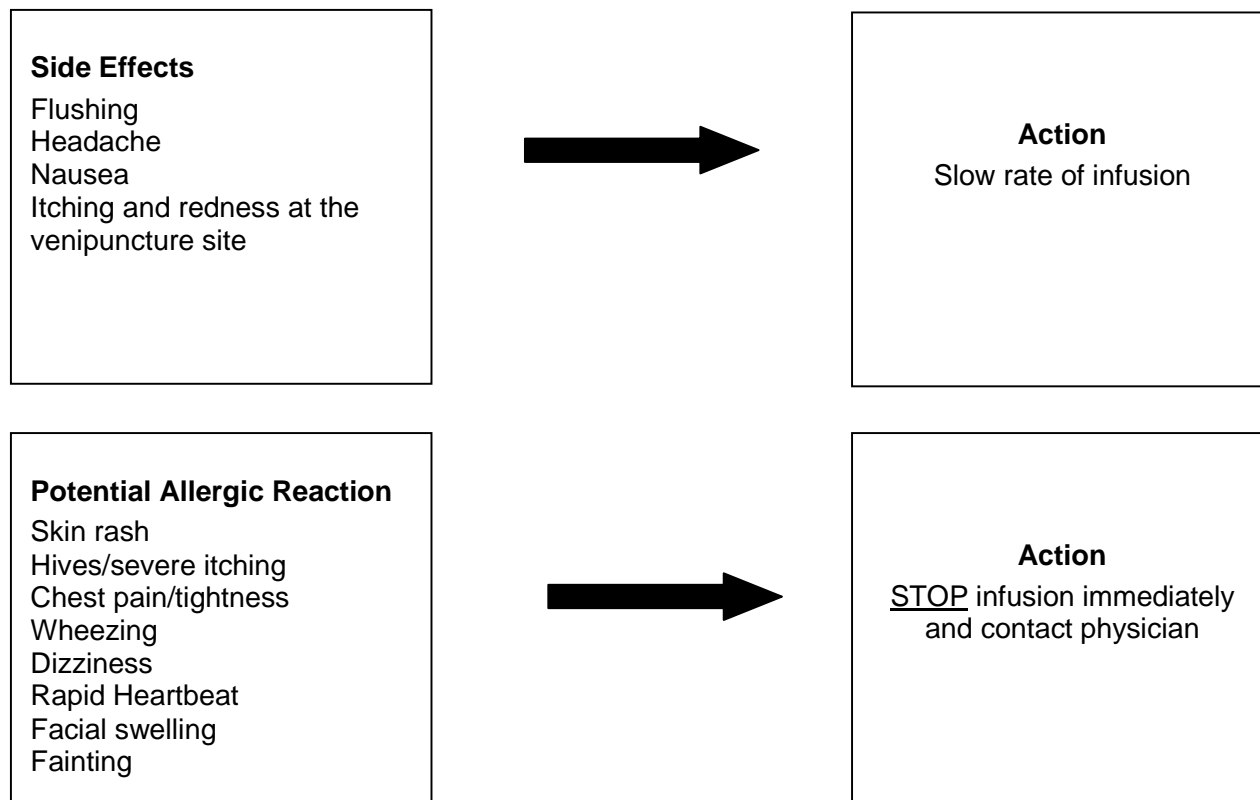 Side Effects
Flushing
Headache
Nausea
Itching and redness at the
venipuncture site
Action
Slow rate of infusion
Potential Allergic Reaction
Skin rash
Hives/severe itching
Chest pain/tightness
Wheezing
Dizziness
Rapid Heartbeat
Facial swelling
Fainting
Action
STOP infusion immediately
and contact physician